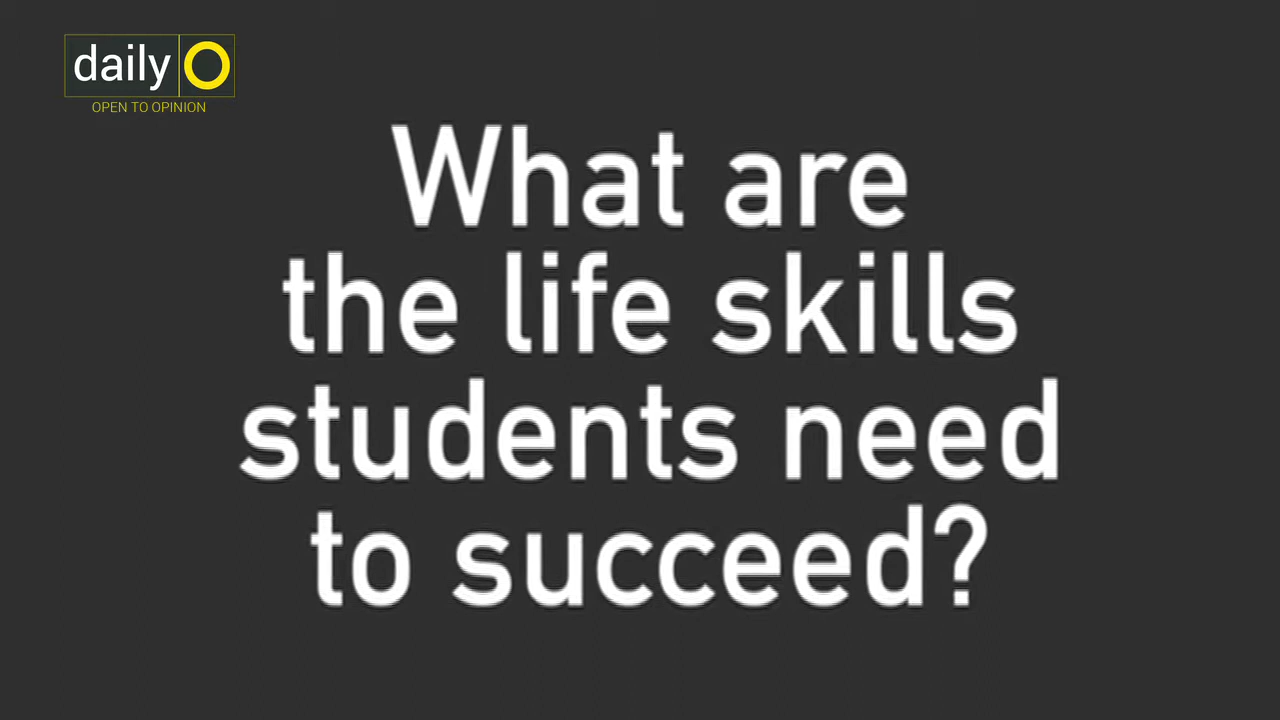 daily O
OPEN TO OPINION
What are
the life skills
students need
to succeed?